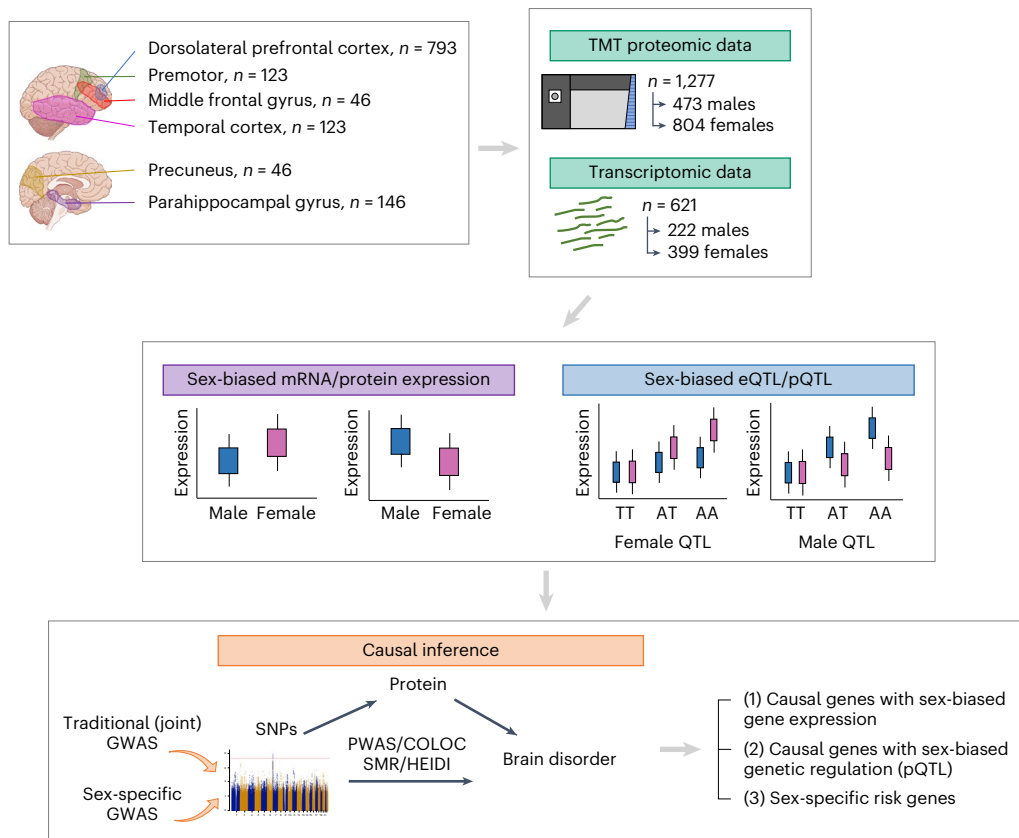 Dorsolateral prefrontal cortex, n = 793
Premotor, n = 123
Middle frontal gyrus, n = 46
Temporal cortex, n = 123
Precuneus, n = 46
Parahippocampal gyrus, n = 146
TMT proteomic data
n = 1,277
473 males
804 females
Transcriptomic data
n = 621
222 males
399 females
Sex-biased mRNA/protein expression
Expression
Male Female
Expression
Male Female
Sex-biased eQTL/pQTL
Expression
TT AT AA
Female QTL
Expression
TT AT AA
Male QTL
Causal inference
Traditional (joint)
GWAS
Sex-specific
GWAS
SNPs
Protein
PWAS/COLOC
SMR/HEIDI
Brain disorder
(1) Causal genes with sex-biased
gene expression
(2) Causal genes with sex-biased
genetic regulation (pQTL)
(3) Sex-specific risk genes